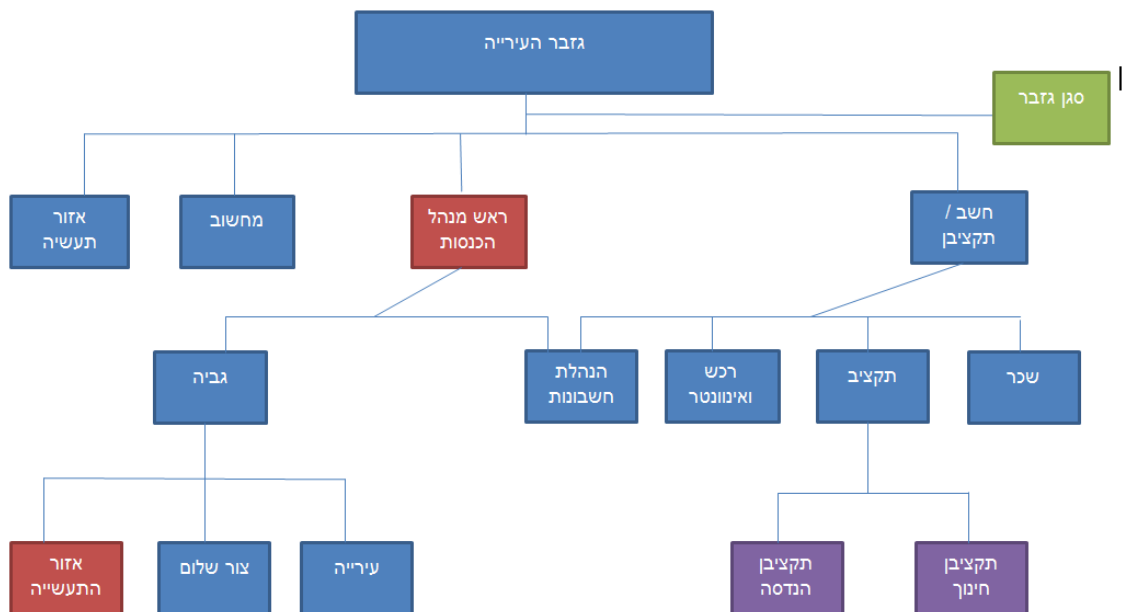 גזבר העירייה
סגן גזבר
חשב /
תקציבן
ראש מנהל
הכנסות
מחשוב
אזור
תעשיה
שכר
תקציב
רכש
ואינוונטר
הנהלת
חשבונות
גביה
תקציבן
חינוך
תקציבן
הנדסה
עירייה
צור שלום
אזור
התעשייה